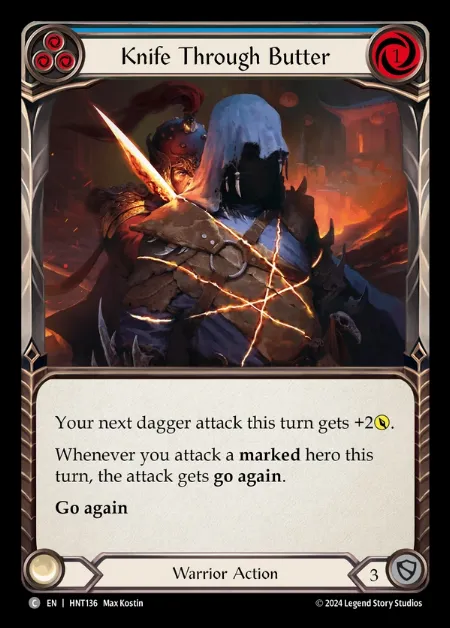 Knife Through Butter
1
Your next dagger attack this turn gets +2.
Whenever you attack a marked hero this
turn, the attack gets go again.
Go again
Warrior Action
3
C EN | HNT136 Max Kostin
© 2024 Legend Story Studios